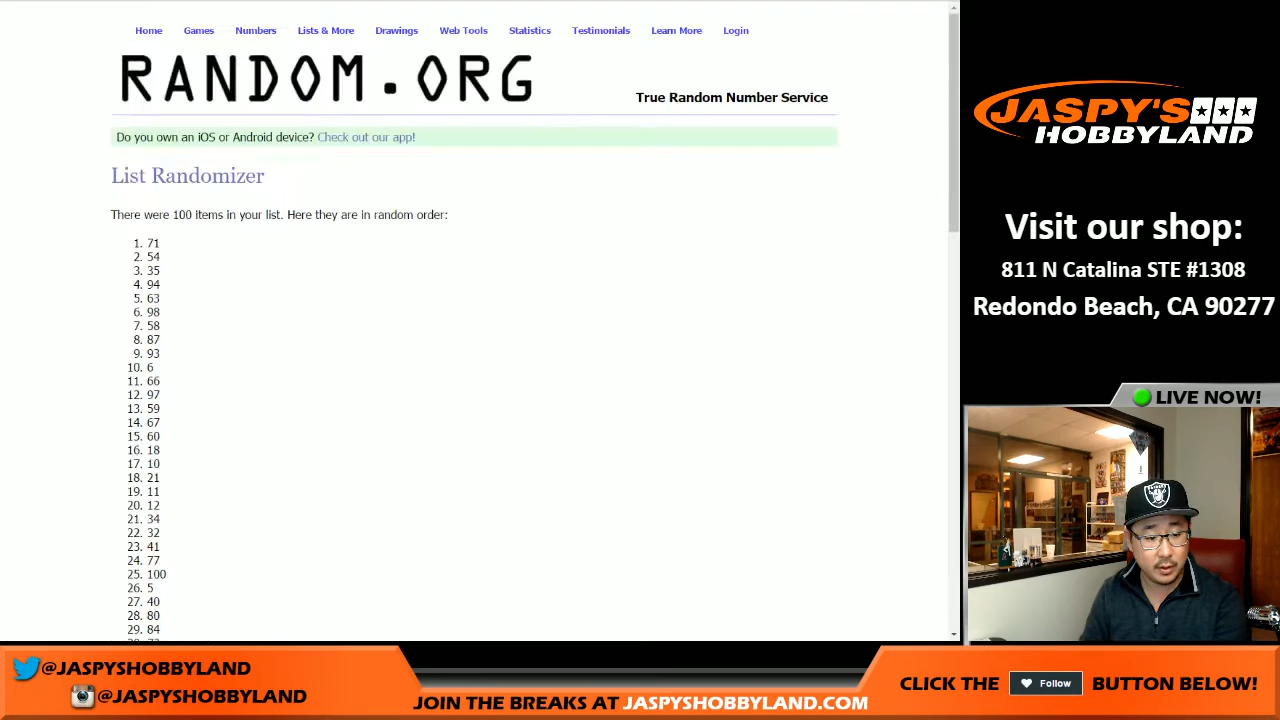 Home Games Numbers Lists & More Drawings Web Tools Statistics Testimonials Learn More Login
RANDOM.ORG
True Random Number Service
Do you own an iOS or Android device? Check out our app!
List Randomizer
There were 100 items in your list. Here they are in random order:
1. 71
2. 54
3. 35
4. 94
5. 63
6. 98
7. 58
8. 87
9. 93
10. 6
11. 66
12. 97
13. 59
14. 67
15. 60
16. 18
17. 10
18. 21
19. 11
20. 12
21. 34
22. 32
23. 41
24. 77
25. 100
26. 5
27. 40
28. 80
29. 84
JASPY'S
HOBBYLAND
Visit our shop:
811 N Catalina STE #1308
Redondo Beach, CA 90277
LIVE NOW!
@JASPYSHOBBYLAND
@JASPYSHOBBYLAND
JOIN THE BREAKS AT JASPYSHOBBYLAND.COM
CLICK THE Follow BUTTON BELOW!